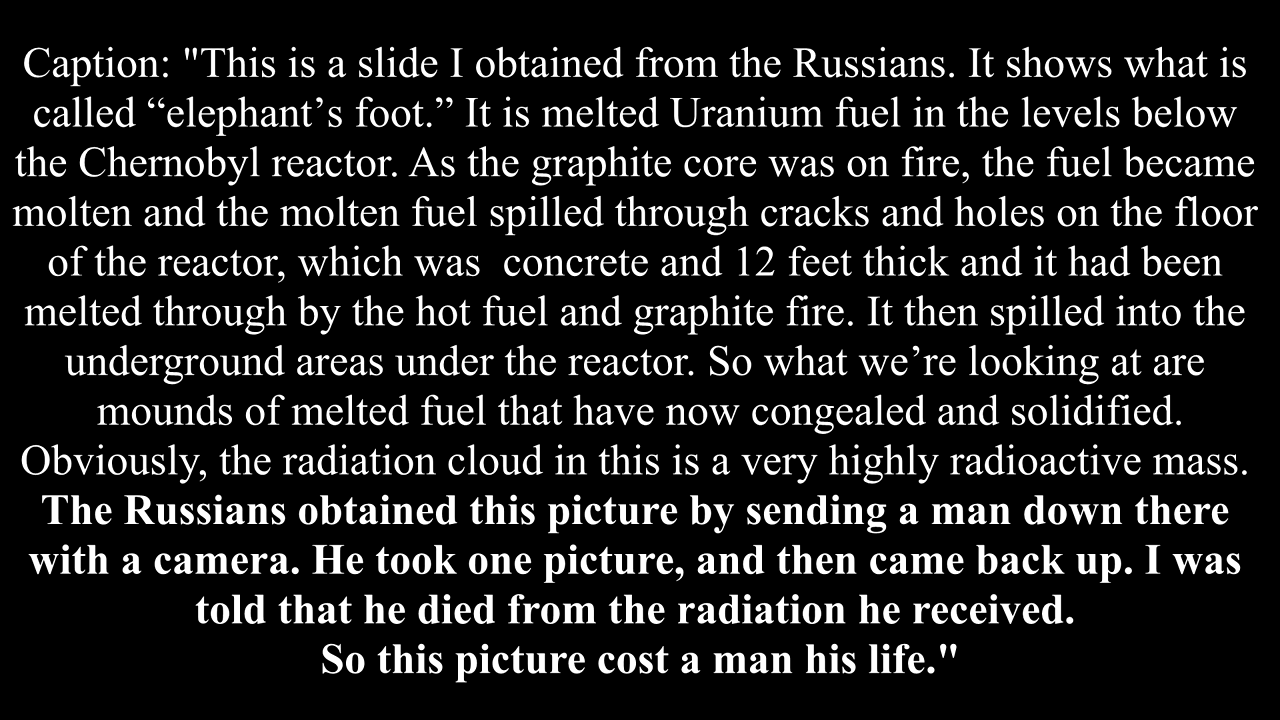 Caption: "This is a slide I obtained from the Russians. It shows what is
called “elephant’s foot.” It is melted Uranium fuel in the levels below
the Chernobyl reactor. As the graphite core was on fire, the fuel became
molten and the molten fuel spilled through cracks and holes on the floor
of the reactor, which was  concrete and 12 feet thick and it had been
melted through by the hot fuel and graphite fire. It then spilled into the
underground areas under the reactor. So what we’re looking at are
mounds of melted fuel that have now congealed and solidified.
Obviously, the radiation cloud in this is a very highly radioactive mass.
The Russians obtained this picture by sending a man down there
with a camera. He took one picture, and then came back up. I was
told that he died from the radiation he received.
So this picture cost a man his life."